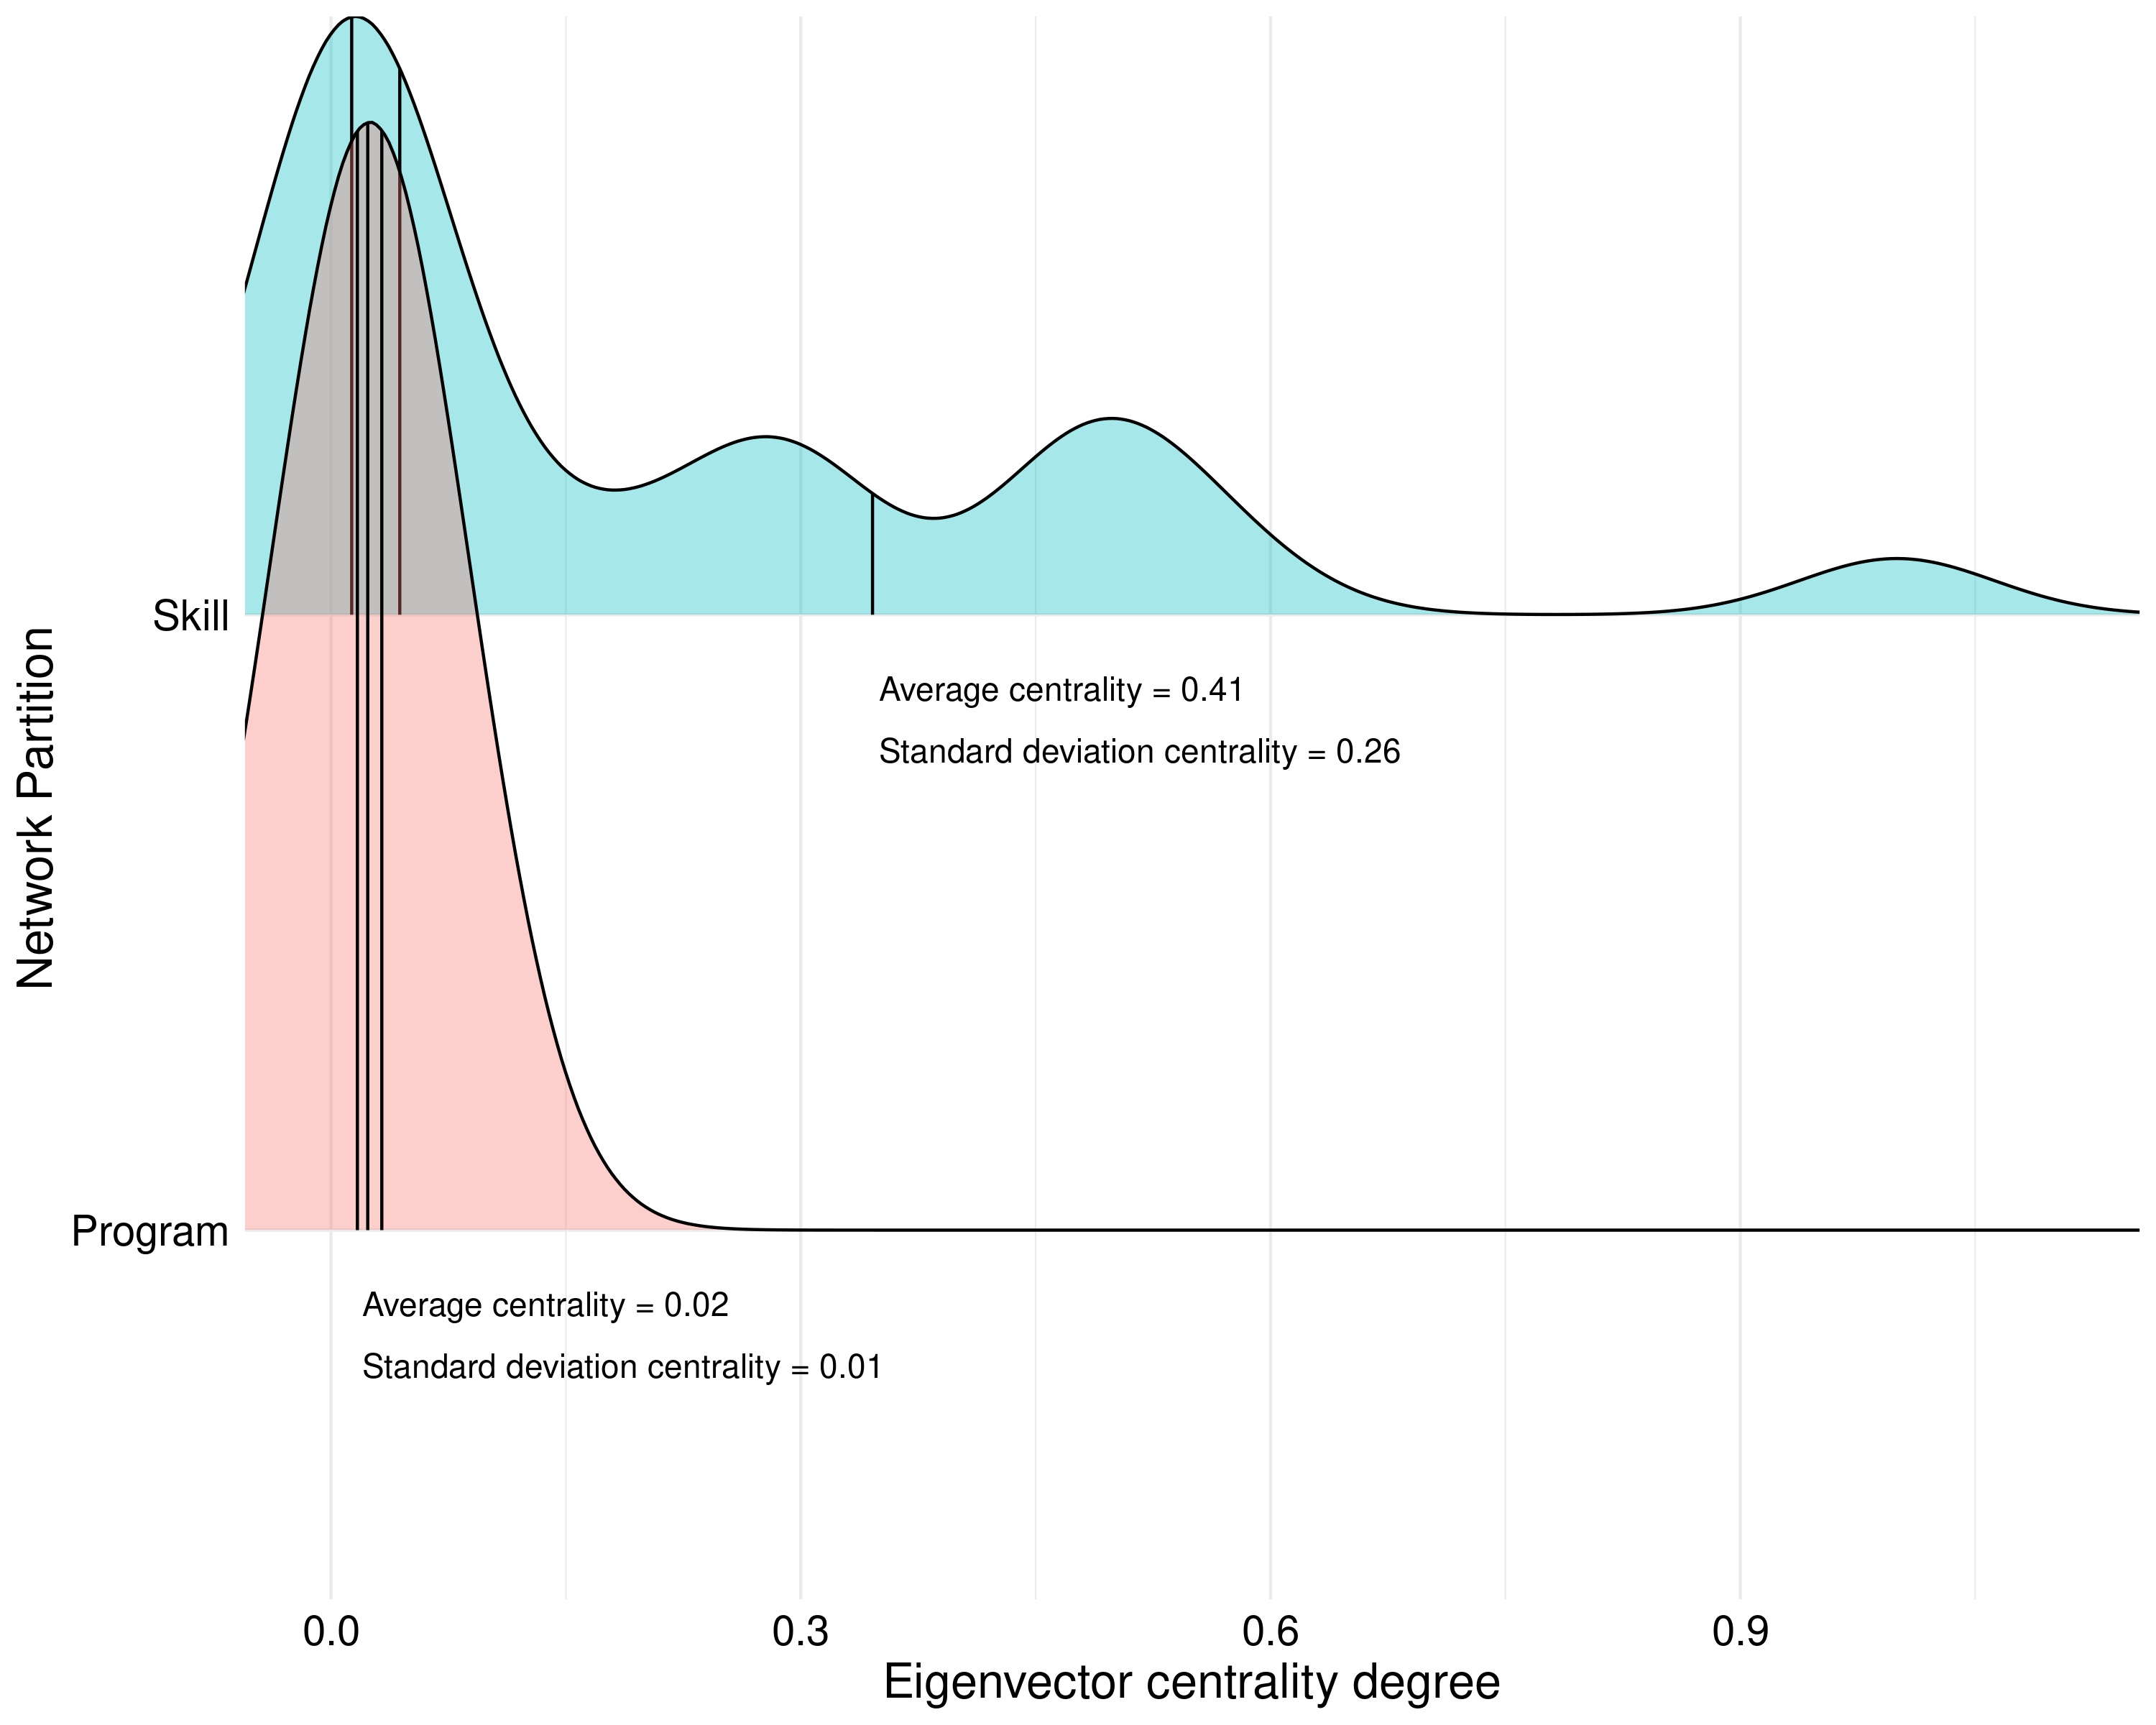 Network Partition
Skill
Average centrality = 0.41
Standard deviation centrality = 0.26
Program
Average centrality = 0.02
Standard deviation centrality = 0.01
0.0 0.3 0.6 0.9
Eigenvector centrality degree